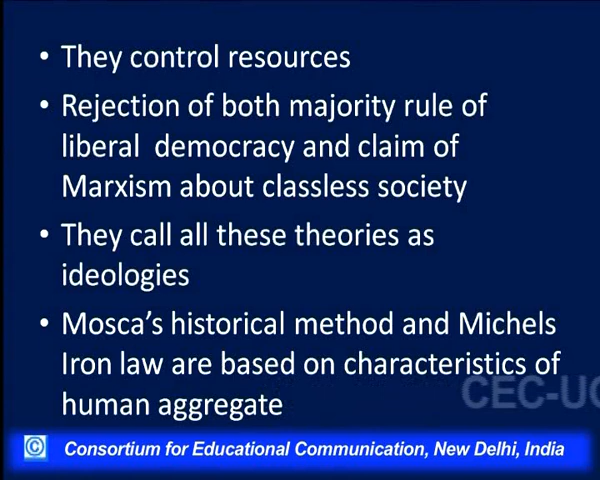 • They control resources
• Rejection of both majority rule of
liberal democracy and claim of
Marxism about classless society
• They call all these theories as
ideologies
• Mosca's historical method and Michels
Iron law are based on characteristics of
human aggregate
CEC-UG
© Consortium for Educational Communication, New Delhi, India